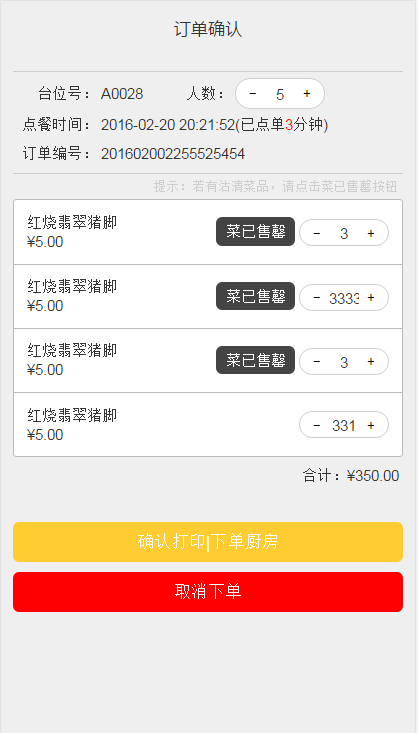 订单确认
台位号： A0028 人数： - 5 +
点餐时间： 2016-02-20 20:21:52(已点单3分钟)
订单编号： 201602002255525454
提示：若有沽清菜品，请点击菜已售罄按钮
红烧翡翠猪脚
¥5.00
菜已售罄 - 3 +
红烧翡翠猪脚
¥5.00
菜已售罄 - 3333 +
红烧翡翠猪脚
¥5.00
菜已售罄 - 3 +
红烧翡翠猪脚
¥5.00
- 331 +
合计：¥350.00
确认打印|下单厨房
取消下单